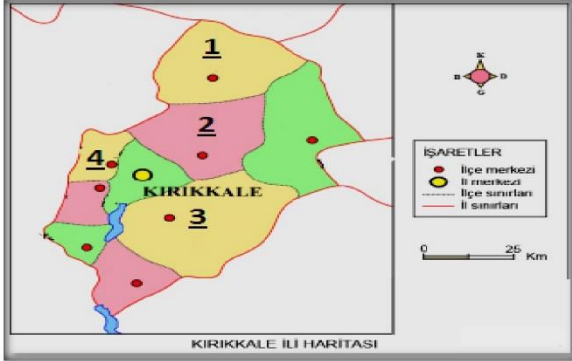 1
2
3
4
KIRIKKALE
K
B D
G
İŞARETLER
İlçe merkezi
İl merkezi
İlçe sınırları
İl sınırları
0 25 Km
KIRIKKALE İLİ HARİTASI